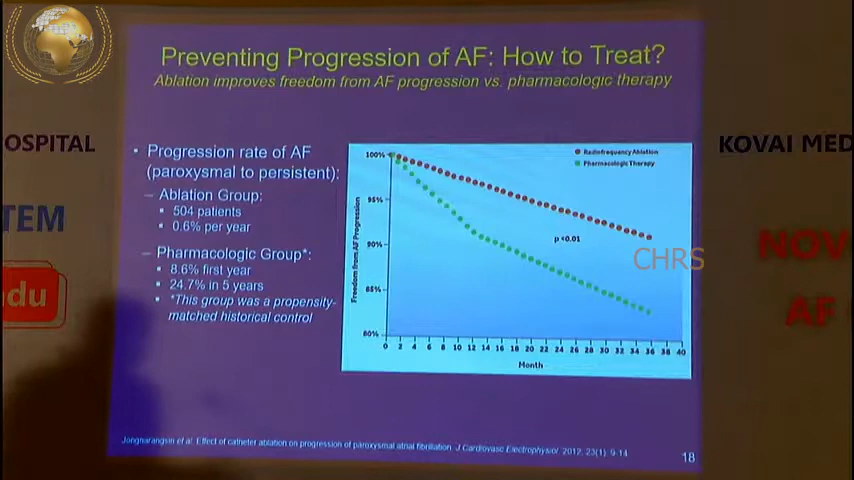 Preventing Progression of AF: How to Treat?
Ablation improves freedom from AF progression vs. pharmacologic therapy
OSPITAL
KOVAI MED
TEM
du
NOV
AF
• Progression rate of AF
(paroxysmal to persistent):
– Ablation Group:
▪ 504 patients
▪ 0.6% per year
– Pharmacologic Group*:
▪ 8.6% first year
▪ 24.7% in 5 years
▪ *This group was a propensity-
matched historical control
Radiofrequency Ablation
Pharmacologic Therapy
100%
95%
90%
85%
80%
Freedom from AF Progression
p <0.01
CHRS
0 2 4 6 8 10 12 14 16 18 20 22 24 26 28 30 32 34 36 38 40
Month
Jongnarangsin et al. Effect of catheter ablation on progression of paroxysmal atrial fibrillation. J Cardiovasc Electrophysiol. 2012; 23(1): 9-14
18